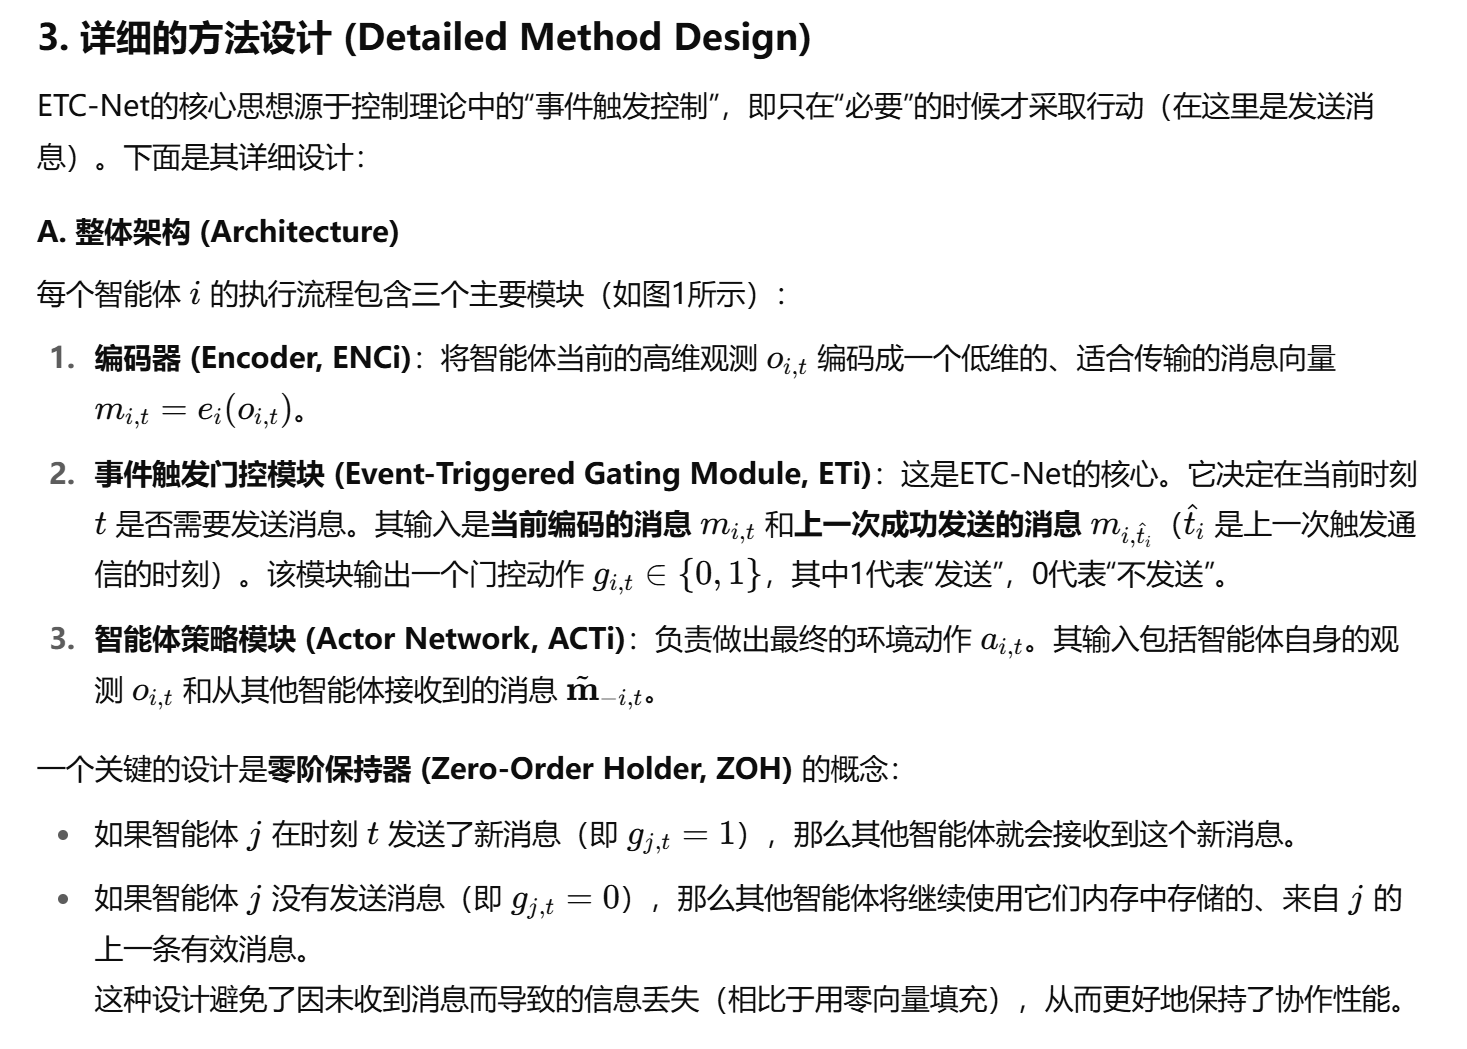 3. 详细的方法设计 (Detailed Method Design)
ETC-Net的核心思想源于控制理论中的“事件触发控制”，即只在“必要”的时候才采取行动（在这里是发送消
息）。下面是其详细设计：
A. 整体架构 (Architecture)
每个智能体 $i$ 的执行流程包含三个主要模块（如图1所示）：
1. 编码器 (Encoder, ENCi)：将智能体当前的高维观测 $o_{i,t}$ 编码成一个低维的、适合传输的消息向量
$m_{i,t} = e_i(o_{i,t})$。
2. 事件触发门控模块 (Event-Triggered Gating Module, ETi)：这是ETC-Net的核心。它决定在当前时刻
$t$ 是否需要发送消息。其输入是当前编码的消息 $m_{i,t}$ 和上一次成功发送的消息 $m_{i,\hat{t}_i}$（$\hat{t}_i$ 是上一次触发通
信的时刻）。该模块输出一个门控动作 $g_{i,t} \in \{0, 1\}$，其中1代表“发送”，0代表“不发送”。
3. 智能体策略模块 (Actor Network, ACTi)：负责做出最终的环境动作 $a_{i,t}$。其输入包括智能体自身的观
测 $o_{i,t}$ 和从其他智能体接收到的消息 $\tilde{\mathbf{m}}_{-i,t}$。
一个关键的设计是零阶保持器 (Zero-Order Holder, ZOH) 的概念：
• 如果智能体 $j$ 在时刻 $t$ 发送了新消息（即 $g_{j,t} = 1$），那么其他智能体就会接收到这个新消息。
• 如果智能体 $j$ 没有发送消息（即 $g_{j,t} = 0$），那么其他智能体将继续使用它们内存中存储的、来自 $j$ 的
上一条有效消息。
这种设计避免了因未收到消息而导致的信息丢失（相比于用零向量填充），从而更好地保持了协作性能。